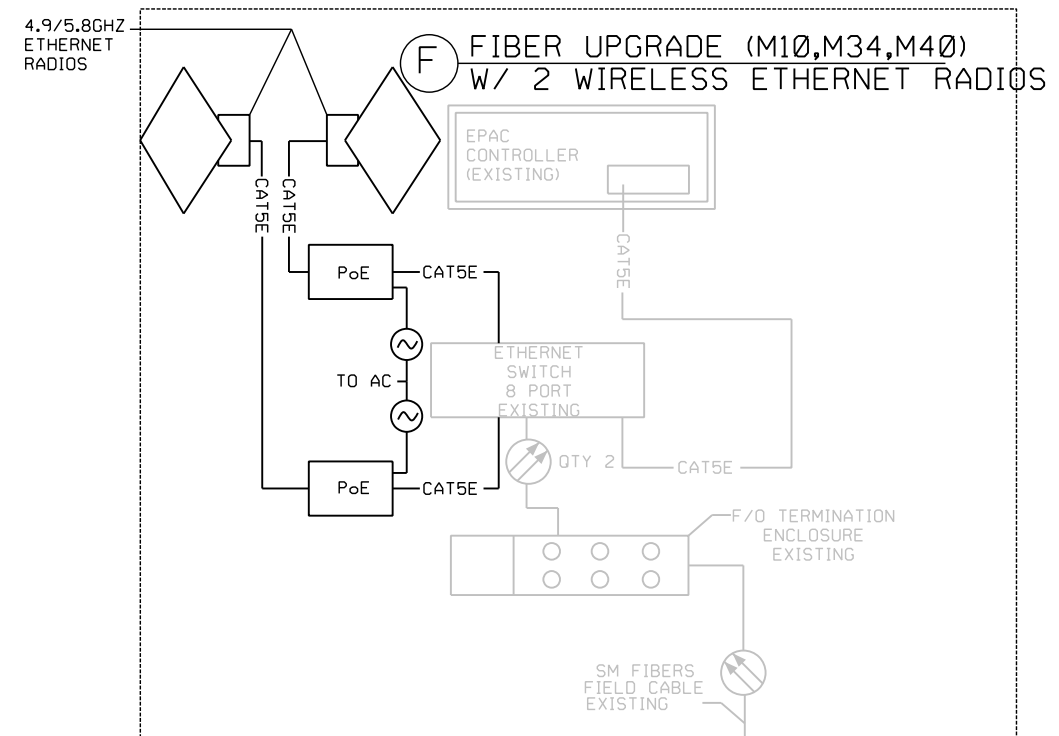 4.9/5.8GHZ
ETHERNET
RADIOS
F
FIBER UPGRADE (M10,M34,M40)
W/ 2 WIRELESS ETHERNET RADIOS
EPAC
CONTROLLER
(EXISTING)
CAT5E
CAT5E
CAT5E
PoE
CAT5E
ETHERNET
SWITCH
8 PORT
EXISTING
TO AC
QTY 2
CAT5E
PoE
CAT5E
F/O TERMINATION
ENCLOSURE
EXISTING
SM FIBERS
FIELD CABLE
EXISTING